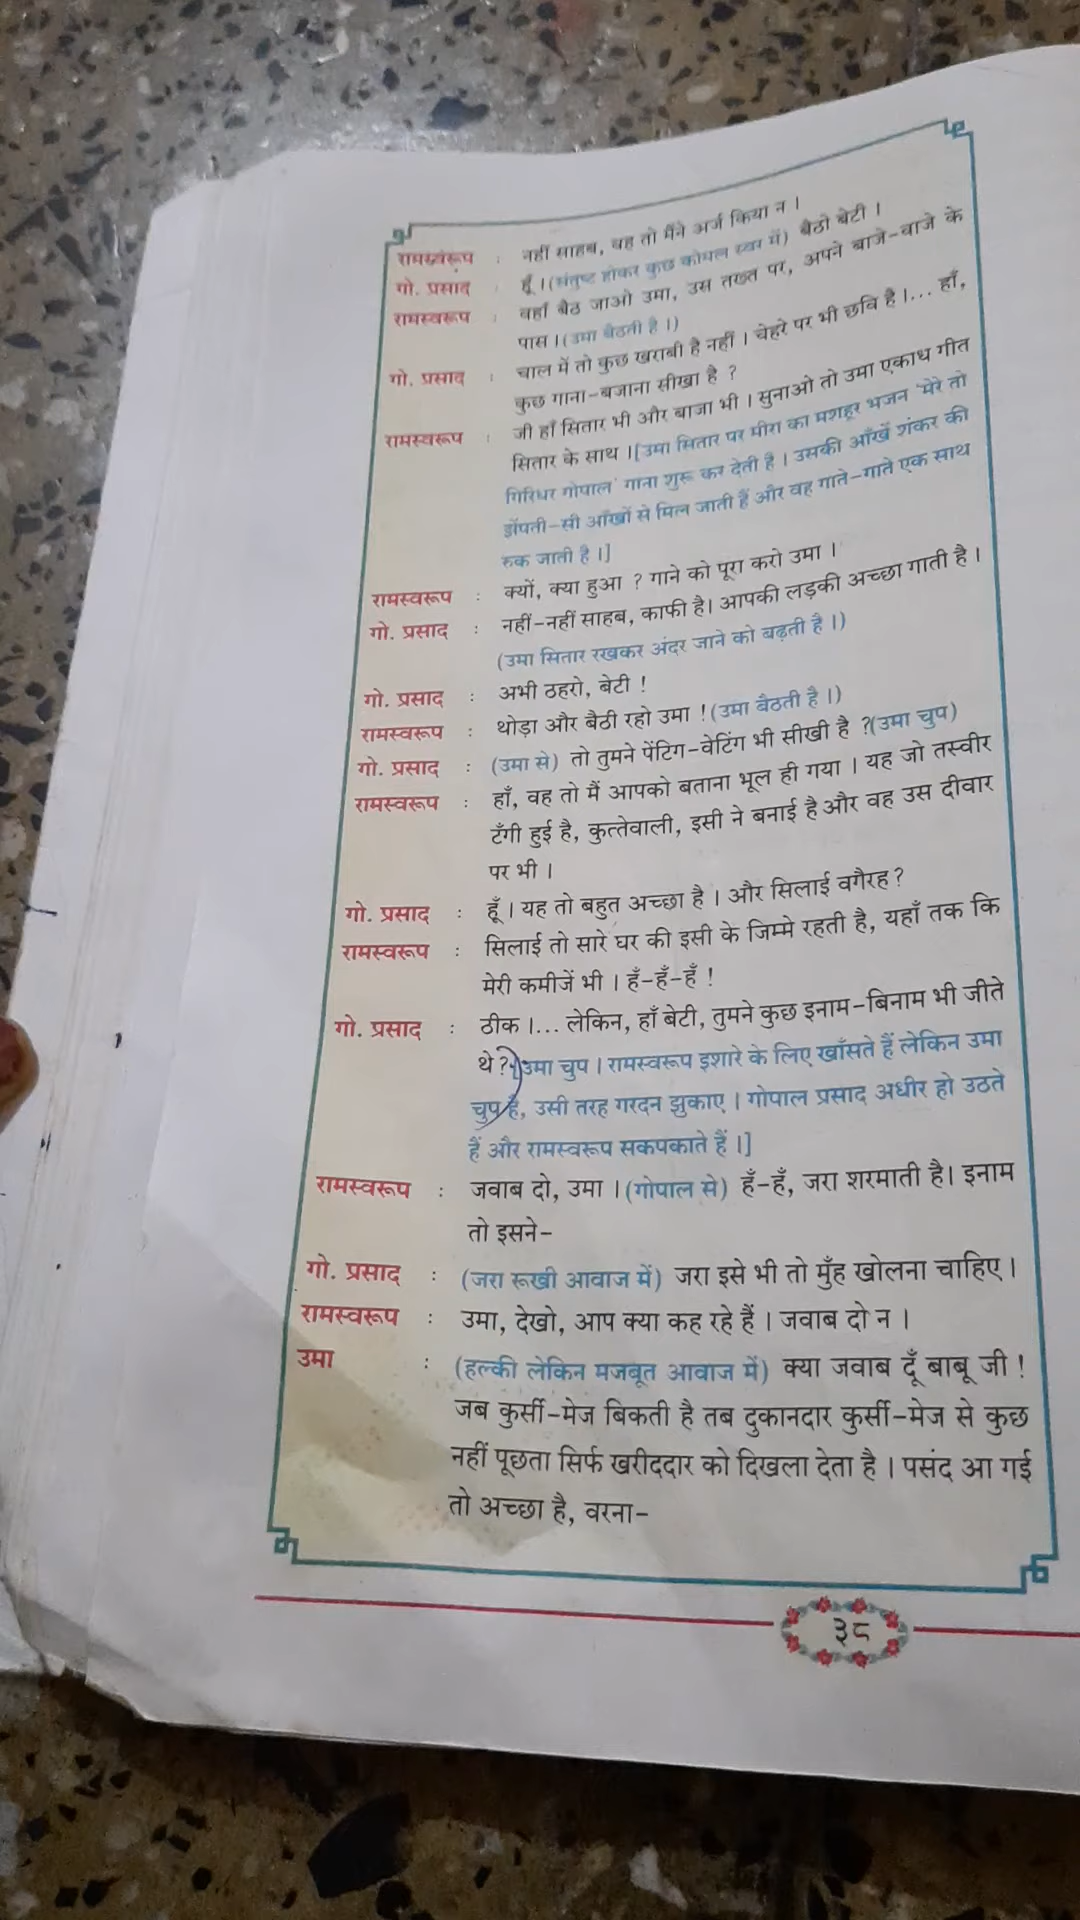 रामस्वरूप : नहीं साहब, वह तो मैंने अर्ज किया न ।
गो. प्रसाद : हूँ । (संतुष्ट होकर कुछ कोमल स्वर में) बैठो बेटी ।
रामस्वरूप : वहाँ बैठ जाओ उमा, उस तख्त पर, अपने बाजे-वाजे के
पास । (उमा बैठती है ।)
गो. प्रसाद : चाल में तो कुछ खराबी है नहीं । चेहरे पर भी छवि है ।... हाँ,
कुछ गाना-बजाना सीखा है ?
रामस्वरूप : जी हाँ सितार भी और बाजा भी । सुनाओ तो उमा एकाध गीत
सितार के साथ । [उमा सितार पर मीरा का मशहूर भजन 'मेरे तो
गिरिधर गोपाल' गाना शुरू कर देती है । उसकी आँखें शंकर की
झेंपती-सी आँखों से मिल जाती हैं और वह गाते-गाते एक साथ
रुक जाती है ।]
रामस्वरूप : क्यों, क्या हुआ ? गाने को पूरा करो उमा ।
गो. प्रसाद : नहीं-नहीं साहब, काफी है। आपकी लड़की अच्छा गाती है ।
(उमा सितार रखकर अंदर जाने को बढ़ती है ।)
गो. प्रसाद : अभी ठहरो, बेटी !
रामस्वरूप : थोड़ा और बैठी रहो उमा ! (उमा बैठती है ।)
गो. प्रसाद : (उमा से) तो तुमने पेंटिग-वेटिंग भी सीखी है ? (उमा चुप)
रामस्वरूप : हाँ, वह तो मैं आपको बताना भूल ही गया । यह जो तस्वीर
टँगी हुई है, कुत्तेवाली, इसी ने बनाई है और वह उस दीवार
पर भी ।
गो. प्रसाद : हूँ । यह तो बहुत अच्छा है । और सिलाई वगैरह ?
रामस्वरूप : सिलाई तो सारे घर की इसी के जिम्मे रहती है, यहाँ तक कि
मेरी कमीजें भी । हँ-हँ-हँ !
गो. प्रसाद : ठीक ।... लेकिन, हाँ बेटी, तुमने कुछ इनाम-बिनाम भी जीते
थे ? [उमा चुप । रामस्वरूप इशारे के लिए खाँसते हैं लेकिन उमा
चुप है, उसी तरह गरदन झुकाए । गोपाल प्रसाद अधीर हो उठते
हैं और रामस्वरूप सकपकाते हैं ।]
रामस्वरूप : जवाब दो, उमा । (गोपाल से) हँ-हँ, जरा शरमाती है। इनाम
तो इसने-
गो. प्रसाद : (जरा रूखी आवाज में) जरा इसे भी तो मुँह खोलना चाहिए ।
रामस्वरूप : उमा, देखो, आप क्या कह रहे हैं । जवाब दो न ।
उमा : (हल्की लेकिन मजबूत आवाज में) क्या जवाब दूँ बाबू जी !
जब कुर्सी-मेज बिकती है तब दुकानदार कुर्सी-मेज से कुछ
नहीं पूछता सिर्फ खरीददार को दिखला देता है । पसंद आ गई
तो अच्छा है, वरना-
३८